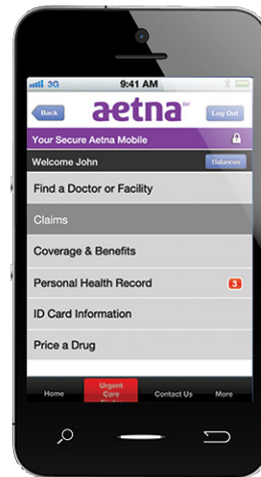 3G 9:41 AM
Back aetna℠ Log Out
Your Secure Aetna Mobile
Welcome John Balances
Find a Doctor or Facility
Claims
Coverage & Benefits
Personal Health Record 3
ID Card Information
Price a Drug
Home Urgent Care Contact Us More